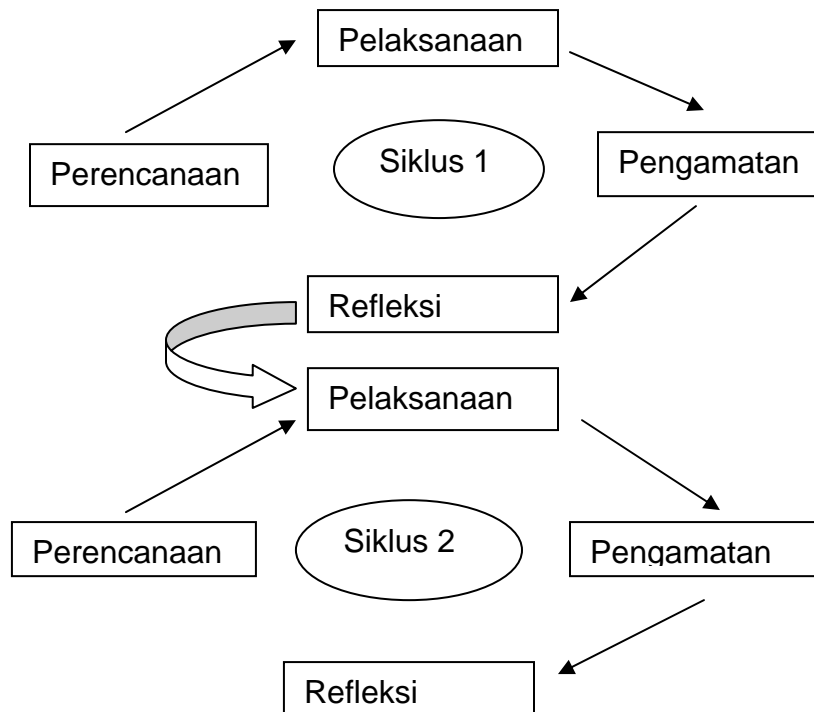 Pelaksanaan
Perencanaan
Siklus 1
Pengamatan
Refleksi
Pelaksanaan
Perencanaan
Siklus 2
Pengamatan
Refleksi